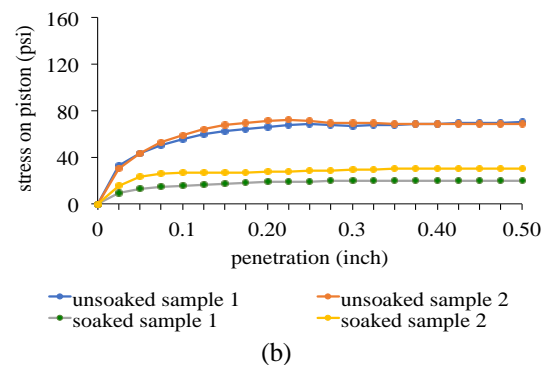 160
120
80
40
0
stress on piston (psi)
0 0.1 0.20 0.30 0.40 0.50
penetration (inch)
unsoaked sample 1 unsoaked sample 2
soaked sample 1 soaked sample 2
(b)